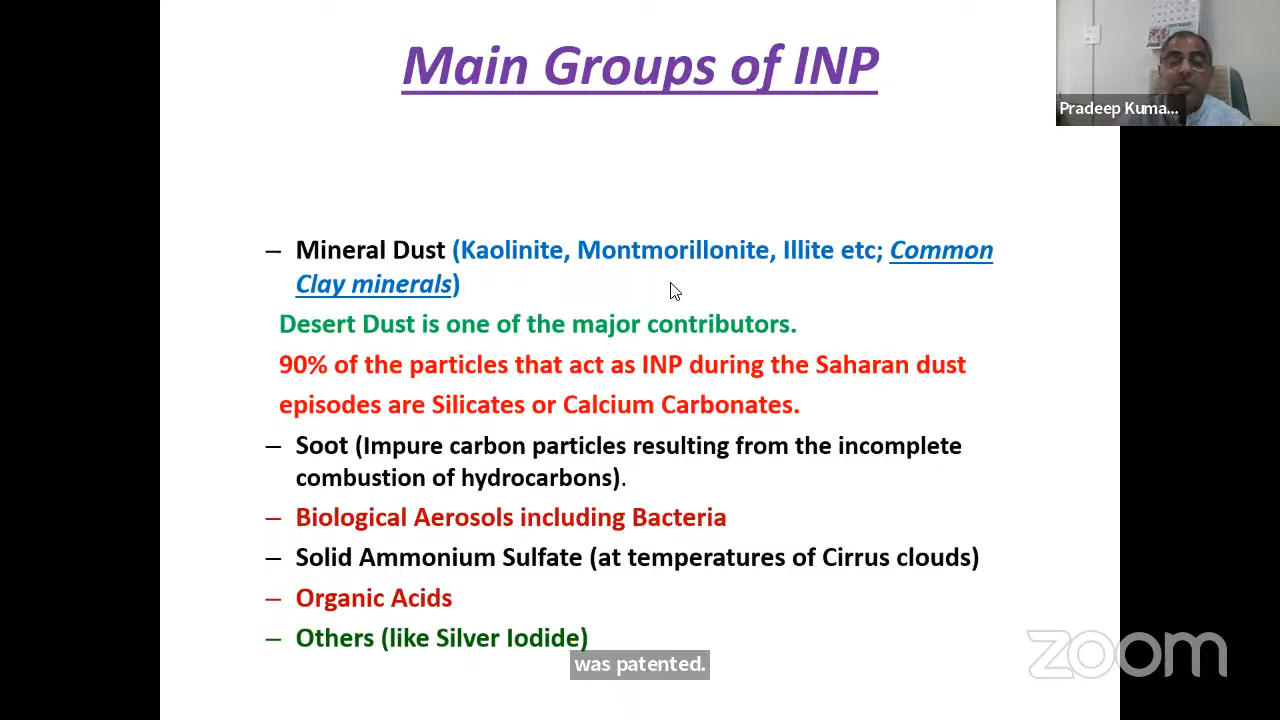 Main Groups of INP
Pradeep Kuma...
– Mineral Dust (Kaolinite, Montmorillonite, Illite etc; Common
Clay minerals)
Desert Dust is one of the major contributors.
90% of the particles that act as INP during the Saharan dust
episodes are Silicates or Calcium Carbonates.
– Soot (Impure carbon particles resulting from the incomplete
combustion of hydrocarbons).
– Biological Aerosols including Bacteria
– Solid Ammonium Sulfate (at temperatures of Cirrus clouds)
– Organic Acids
– Others (like Silver Iodide)
was patented.
zoom